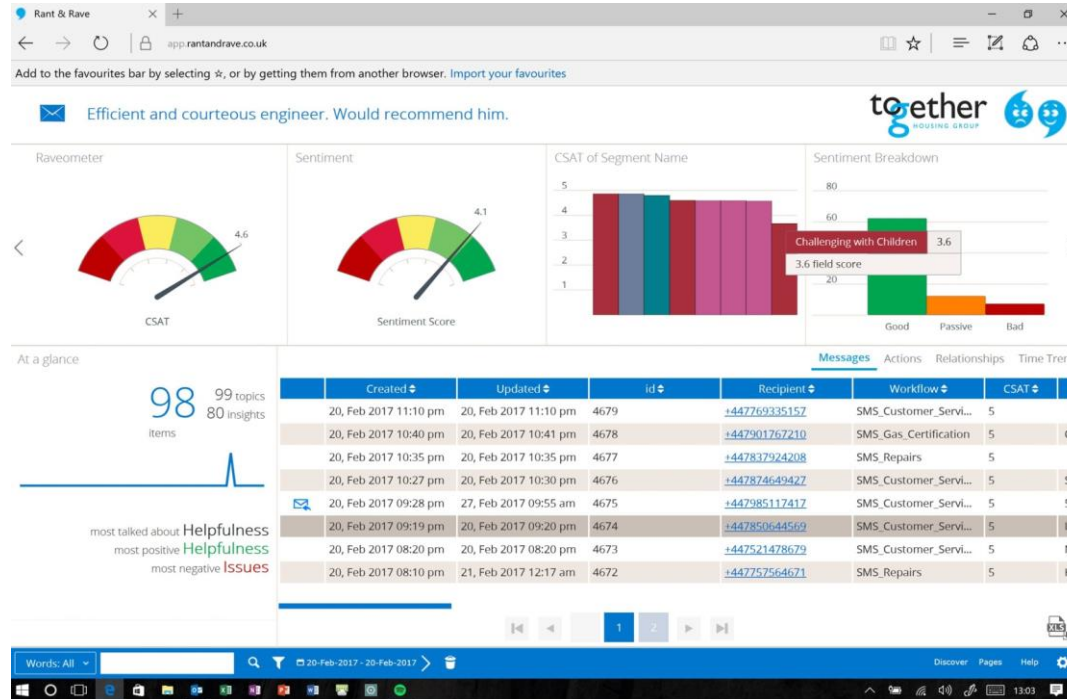 Rant & Rave
app.rantandrave.co.uk
Add to the favourites bar by selecting ☆, or by getting them from another browser. Import your favourites
Efficient and courteous engineer. Would recommend him.
together
HOUSING GROUP
Raveometer
Sentiment
CSAT of Segment Name
Sentiment Breakdown
4.6
CSAT
4.1
Sentiment Score
5
4
3
2
1
Challenging with Children 3.6
3.6 field score
80
60
20
Good Passive Bad
At a glance
98 items
99 topics
80 insights
most talked about Helpfulness
most positive Helpfulness
most negative Issues
Messages Actions Relationships Time Tren
Created Updated id Recipient Workflow CSAT
20, Feb 2017 11:10 pm 20, Feb 2017 11:10 pm 4679 +447769335157 SMS_Customer_Servi... 5
20, Feb 2017 10:40 pm 20, Feb 2017 10:41 pm 4678 +447901767210 SMS_Gas_Certification 5
20, Feb 2017 10:35 pm 20, Feb 2017 10:35 pm 4677 +447837924208 SMS_Repairs 5
20, Feb 2017 10:27 pm 20, Feb 2017 10:30 pm 4676 +447874649427 SMS_Customer_Servi... 5
20, Feb 2017 09:28 pm 27, Feb 2017 09:55 am 4675 +447985117417 SMS_Customer_Servi... 5
20, Feb 2017 09:19 pm 20, Feb 2017 09:20 pm 4674 +447850644569 SMS_Customer_Servi... 5
20, Feb 2017 08:20 pm 20, Feb 2017 08:20 pm 4673 +447521478679 SMS_Customer_Servi... 5
20, Feb 2017 08:10 pm 21, Feb 2017 12:17 am 4672 +447757564671 SMS_Repairs 5
1 2
XLS
Words: All
20-Feb-2017 - 20-Feb-2017
Discover Pages Help
13:03